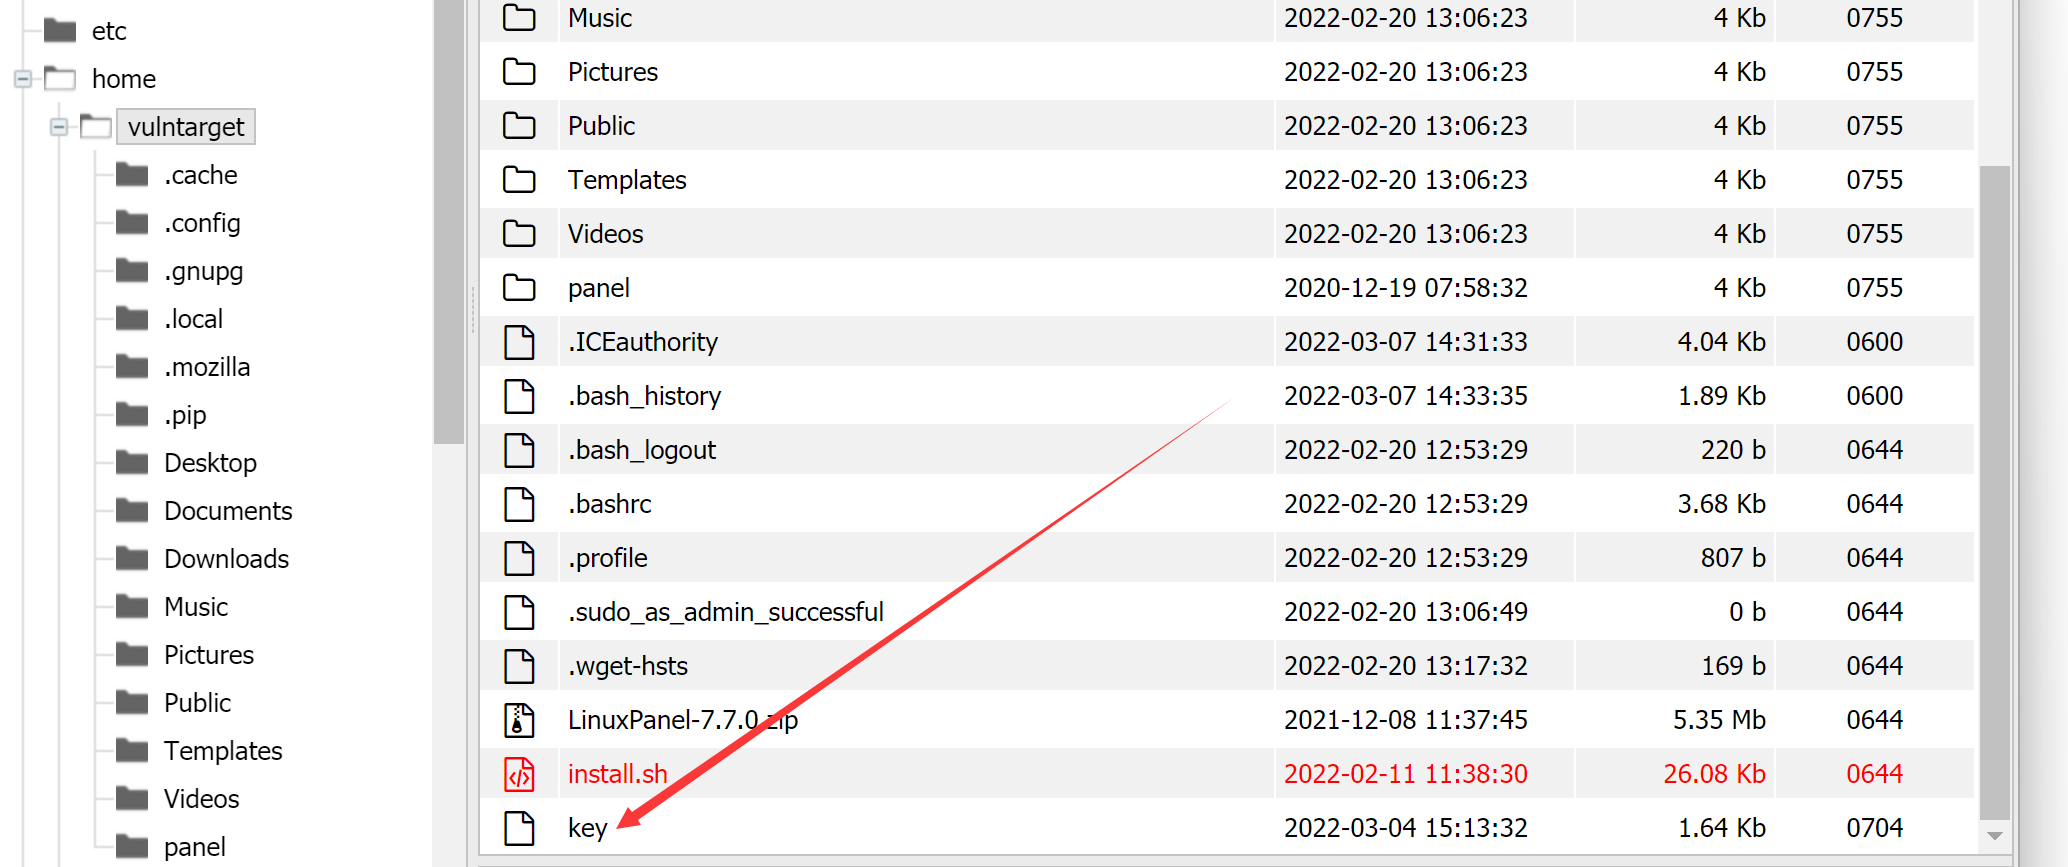 etc
home
vulntarget
.cache
.config
.gnupg
.local
.mozilla
.pip
Desktop
Documents
Downloads
Music
Pictures
Public
Templates
Videos
panel
Music 2022-02-20 13:06:23 4 Kb 0755
Pictures 2022-02-20 13:06:23 4 Kb 0755
Public 2022-02-20 13:06:23 4 Kb 0755
Templates 2022-02-20 13:06:23 4 Kb 0755
Videos 2022-02-20 13:06:23 4 Kb 0755
panel 2020-12-19 07:58:32 4 Kb 0755
.ICEauthority 2022-03-07 14:31:33 4.04 Kb 0600
.bash_history 2022-03-07 14:33:35 1.89 Kb 0600
.bash_logout 2022-02-20 12:53:29 220 b 0644
.bashrc 2022-02-20 12:53:29 3.68 Kb 0644
.profile 2022-02-20 12:53:29 807 b 0644
.sudo_as_admin_successful 2022-02-20 13:06:49 0 b 0644
.wget-hsts 2022-02-20 13:17:32 169 b 0644
LinuxPanel-7.7.0.zip 2021-12-08 11:37:45 5.35 Mb 0644
install.sh 2022-02-11 11:38:30 26.08 Kb 0644
key 2022-03-04 15:13:32 1.64 Kb 0704